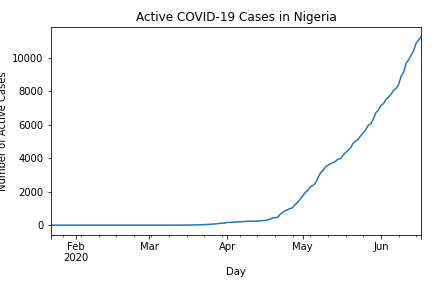 Active COVID-19 Cases in Nigeria
Number of Active Cases
10000
8000
6000
4000
2000
0
Feb Mar Apr May Jun
2020
Day